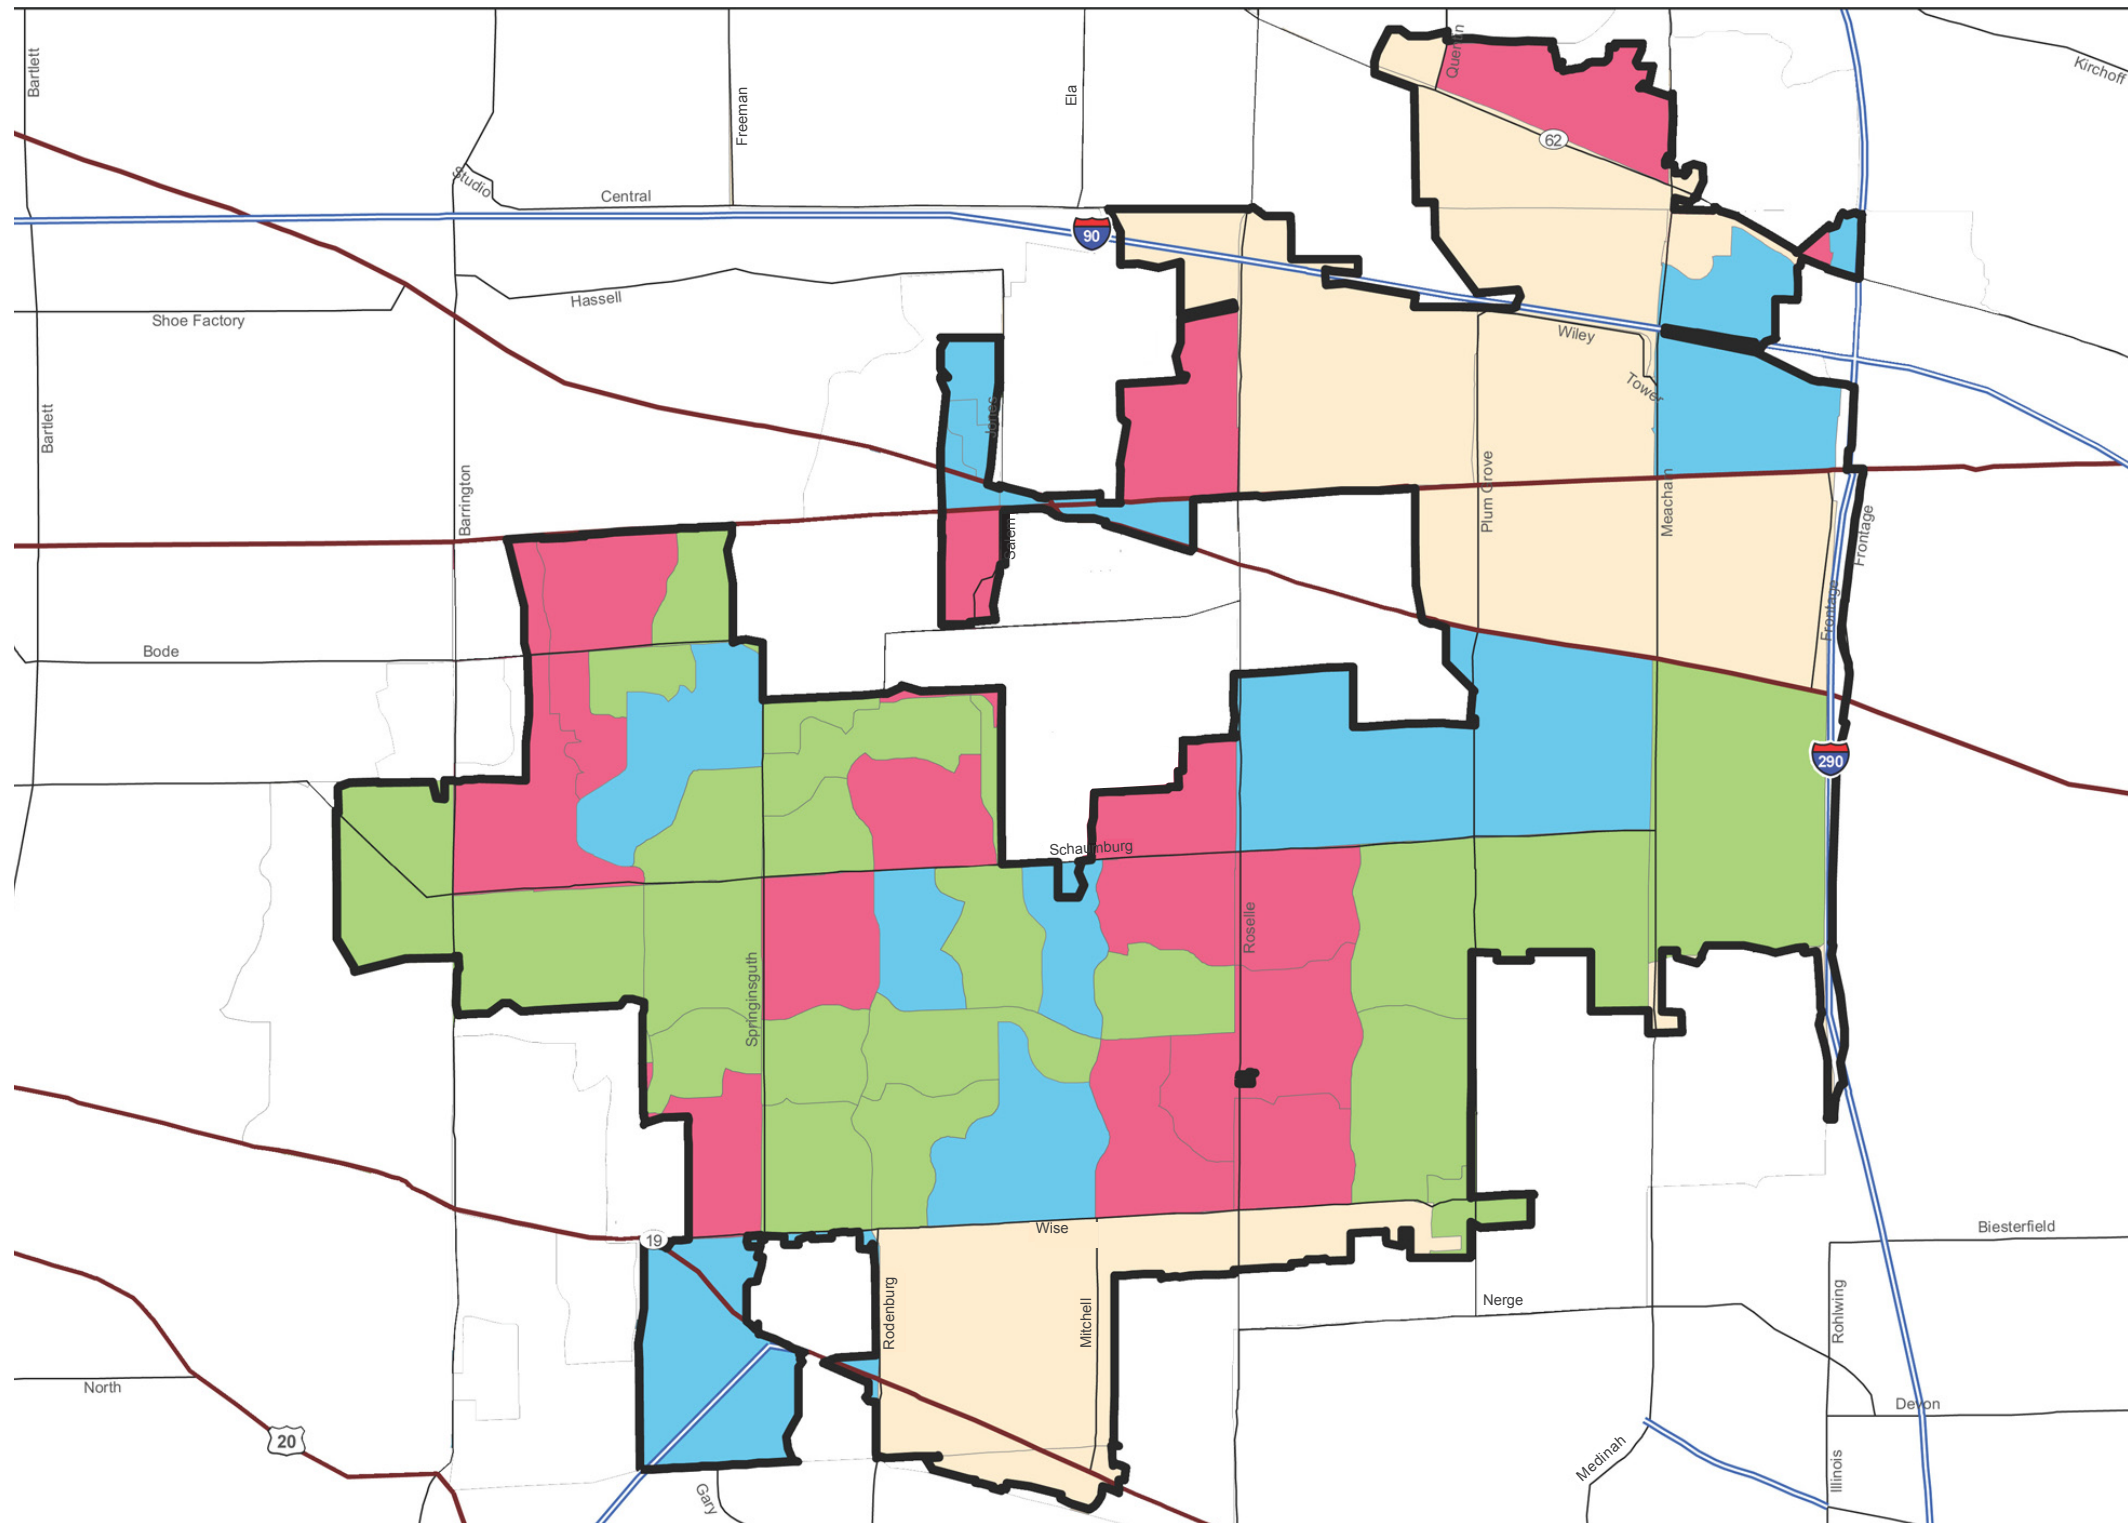 Bartlett
Freeman
Ela
Quentin
Kirchoff
62
Studio
Central
90
Hassell
Shoe Factory
Wiley
Tower
Jones
Bartlett
Barrington
Plum Grove
Meacham
Frontage
Salem
Frontage
Bode
290
Schaumburg
Roselle
Springinsguth
Wise
Biesterfield
19
Rodenburg
Mitchell
Nerge
Rohlwing
North
Devon
20
Medinah
Illinois
Gary